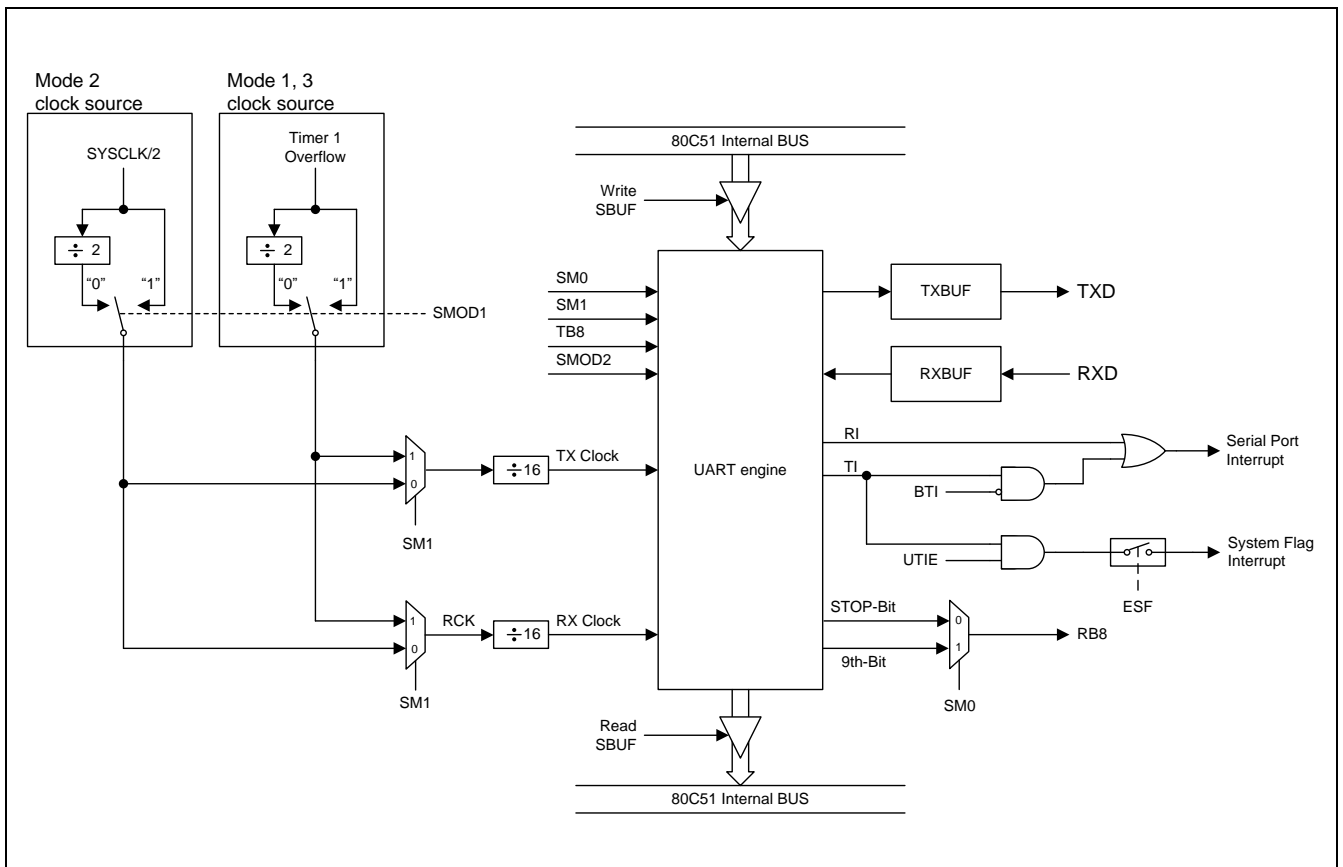 Mode 2
clock source
Mode 1, 3
clock source
SYSCLK/2
Timer 1
Overflow
÷ 2
÷ 2
“0”
“1”
“0”
“1”
SMOD1
80C51 Internal BUS
Write
SBUF
SM0
SM1
TB8
SMOD2
UART engine
TXBUF
TXD
RXBUF
RXD
1
0
SM1
÷16
TX Clock
RI
TI
BTI
Serial Port
Interrupt
UTIE
System Flag
Interrupt
ESF
1
0
SM1
RCK
÷16
RX Clock
STOP-Bit
9th-Bit
0
1
SM0
RB8
Read
SBUF
80C51 Internal BUS